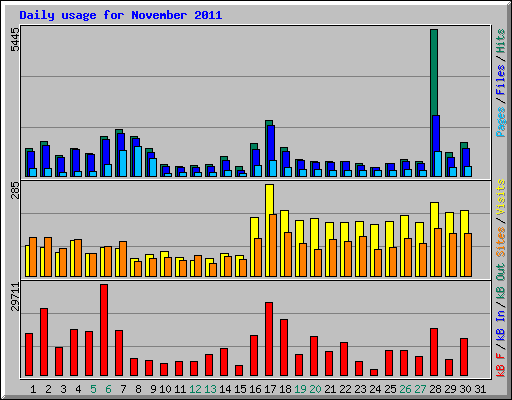 Daily usage for November 2011
5445
Pages / Files / Hits
285
Sites / Visits
29711
kB F / kB In / kB Out
1 2 3 4 5 6 7 8 9 10 11 12 13 14 15 16 17 18 19 20 21 22 23 24 25 26 27 28 29 30 31